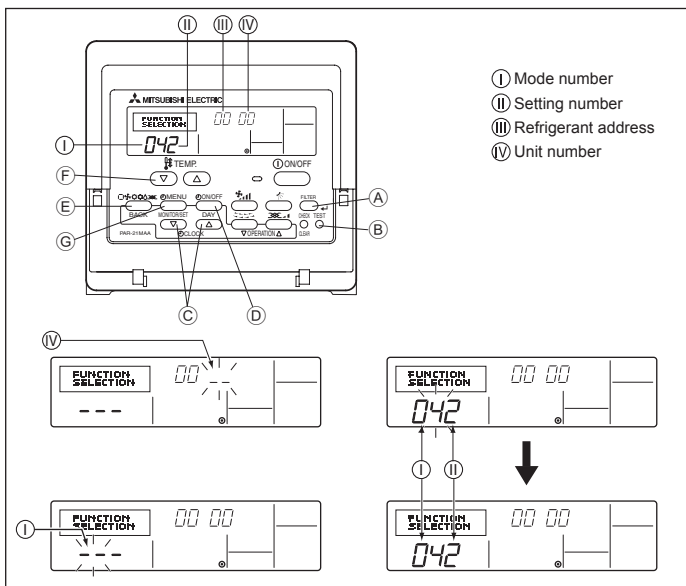 Ⓘ Mode number
Ⅱ Setting number
Ⅲ Refrigerant address
Ⅳ Unit number
Ⅱ Ⅲ Ⅳ
MITSUBISHI ELECTRIC
FUNCTION SELECTION
00 00
Ⅰ 042
F TEMP. ON/OFF
E MENU ON/OFF FILTER A
BACK MONITOR/SET DAY CHECK TEST
G PAR-21MAA CLOCK ▽ OPERATION △ CLEAR B
C D
Ⅳ
FUNCTION SELECTION
00 --
---
FUNCTION SELECTION
00 00
042
Ⅰ Ⅱ
Ⅰ
FUNCTION SELECTION
00 00
---
FUNCTION SELECTION
00 00
042